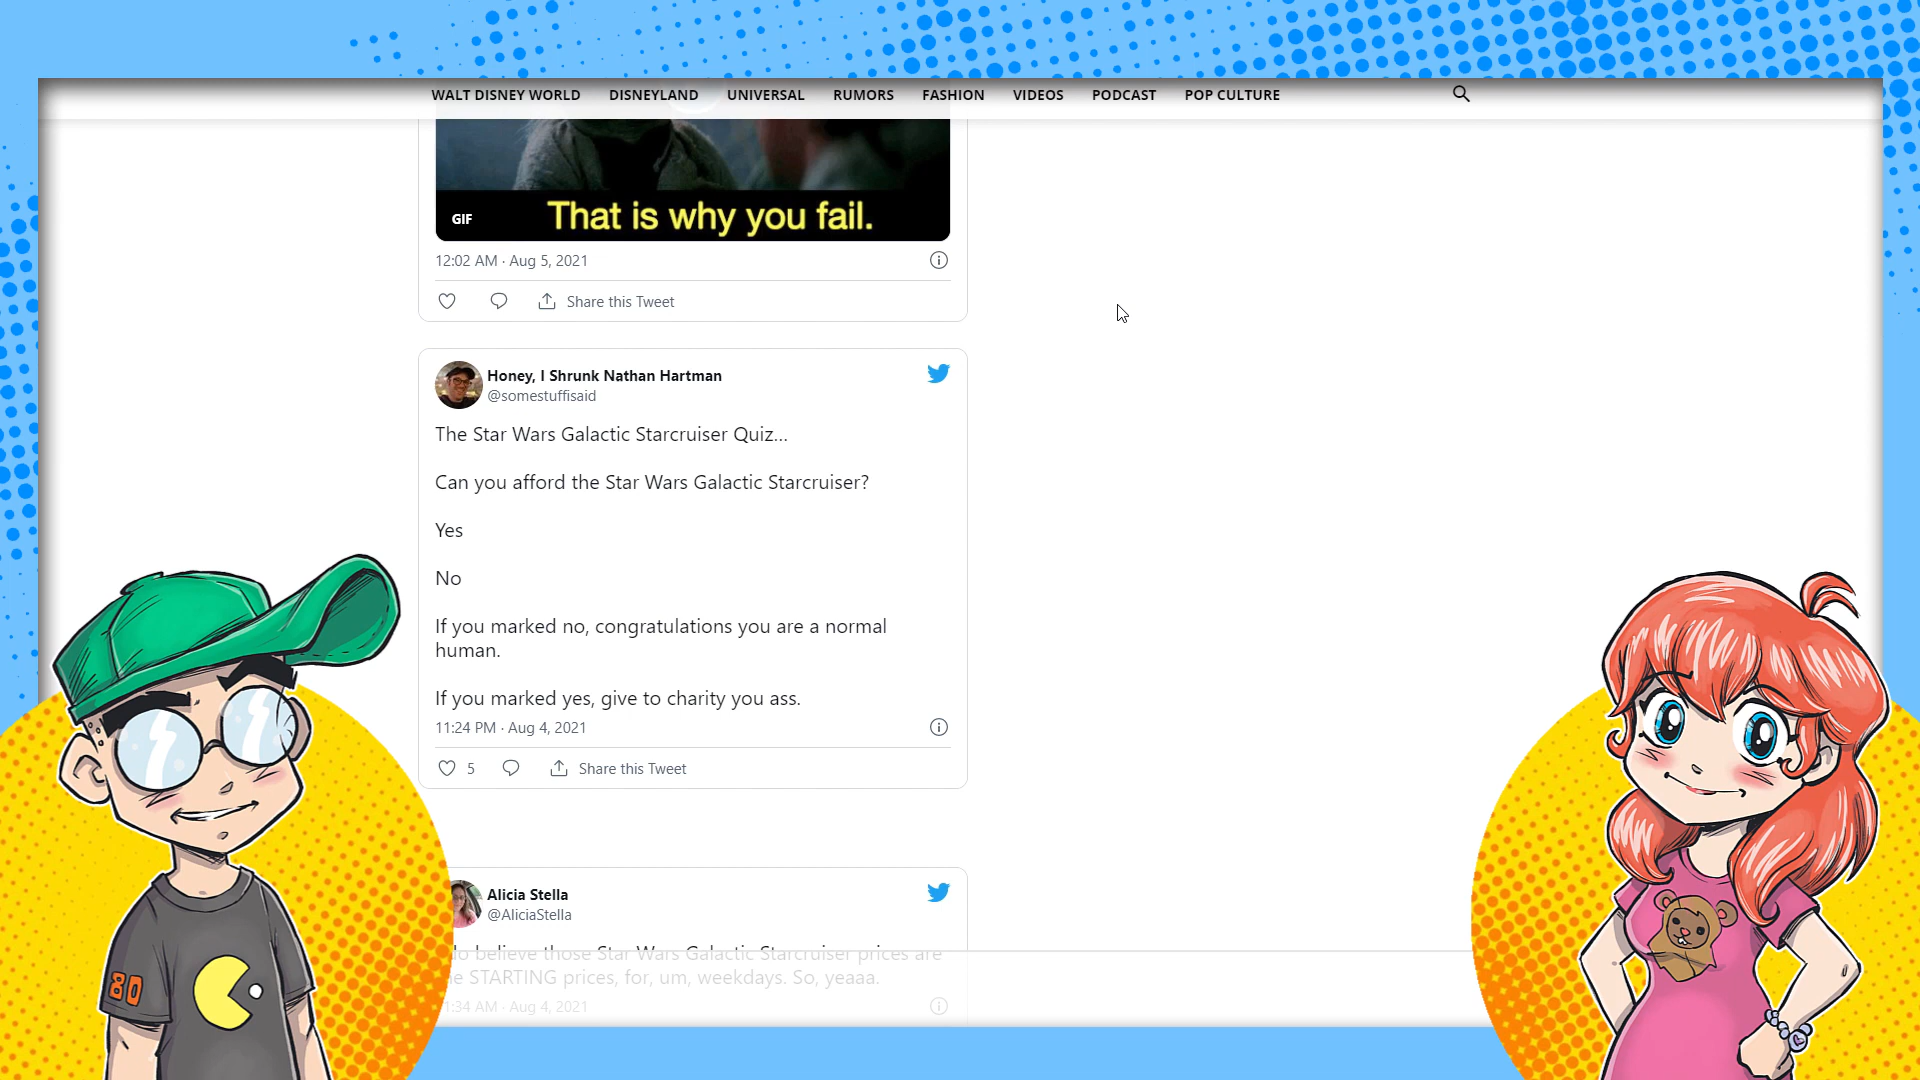 WALT DISNEY WORLD DISNEYLAND UNIVERSAL RUMORS FASHION VIDEOS PODCAST POP CULTURE
GIF That is why you fail.
12:02 AM · Aug 5, 2021
Share this Tweet
Honey, I Shrunk Nathan Hartman
@somestuffisaid
The Star Wars Galactic Starcruiser Quiz...
Can you afford the Star Wars Galactic Starcruiser?
Yes
No
If you marked no, congratulations you are a normal
human.
If you marked yes, give to charity you ass.
11:24 PM · Aug 4, 2021
5 Share this Tweet
Alicia Stella
@AliciaStella
believe those Star Wars Galactic Starcruiser prices are
STARTING prices, for, um, weekdays. So, yeaaa.
:34 AM · Aug 4, 2021
80